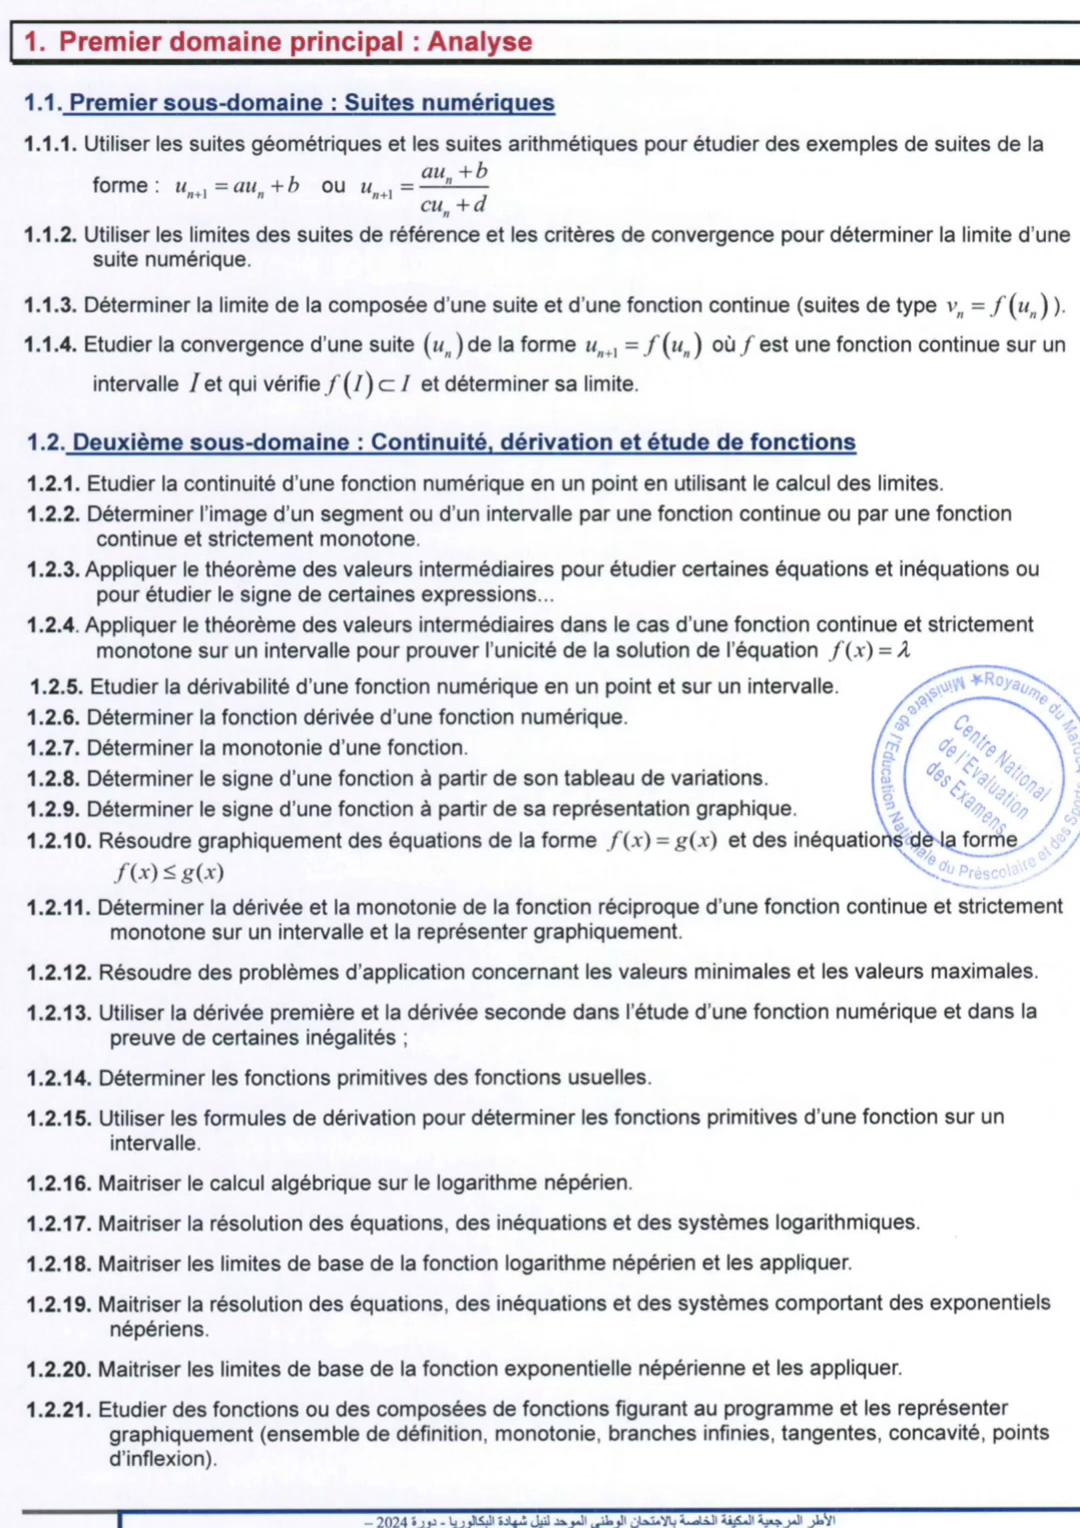 1. Premier domaine principal : Analyse
1.1. Premier sous-domaine : Suites numériques
1.1.1. Utiliser les suites géométriques et les suites arithmétiques pour étudier des exemples de suites de la
forme : u_{n+1} = au_n + b ou u_{n+1} = \frac{au_n + b}{cu_n + d}
1.1.2. Utiliser les limites des suites de référence et les critères de convergence pour déterminer la limite d'une
suite numérique.
1.1.3. Déterminer la limite de la composée d'une suite et d'une fonction continue (suites de type v_n = f(u_n)).
1.1.4. Etudier la convergence d'une suite (u_n) de la forme u_{n+1} = f(u_n) où f est une fonction continue sur un
intervalle I et qui vérifie f(I) ⊂ I et déterminer sa limite.
1.2. Deuxième sous-domaine : Continuité, dérivation et étude de fonctions
1.2.1. Etudier la continuité d'une fonction numérique en un point en utilisant le calcul des limites.
1.2.2. Déterminer l'image d'un segment ou d'un intervalle par une fonction continue ou par une fonction
continue et strictement monotone.
1.2.3. Appliquer le théorème des valeurs intermédiaires pour étudier certaines équations et inéquations ou
pour étudier le signe de certaines expressions...
1.2.4. Appliquer le théorème des valeurs intermédiaires dans le cas d'une fonction continue et strictement
monotone sur un intervalle pour prouver l'unicité de la solution de l'équation f(x) = λ
1.2.5. Etudier la dérivabilité d'une fonction numérique en un point et sur un intervalle.
1.2.6. Déterminer la fonction dérivée d'une fonction numérique.
1.2.7. Déterminer la monotonie d'une fonction.
1.2.8. Déterminer le signe d'une fonction à partir de son tableau de variations.
1.2.9. Déterminer le signe d'une fonction à partir de sa représentation graphique.
1.2.10. Résoudre graphiquement des équations de la forme f(x) = g(x) et des inéquations de la forme
f(x) ≤ g(x)
1.2.11. Déterminer la dérivée et la monotonie de la fonction réciproque d'une fonction continue et strictement
monotone sur un intervalle et la représenter graphiquement.
1.2.12. Résoudre des problèmes d'application concernant les valeurs minimales et les valeurs maximales.
1.2.13. Utiliser la dérivée première et la dérivée seconde dans l'étude d'une fonction numérique et dans la
preuve de certaines inégalités ;
1.2.14. Déterminer les fonctions primitives des fonctions usuelles.
1.2.15. Utiliser les formules de dérivation pour déterminer les fonctions primitives d'une fonction sur un
intervalle.
1.2.16. Maitriser le calcul algébrique sur le logarithme népérien.
1.2.17. Maitriser la résolution des équations, des inéquations et des systèmes logarithmiques.
1.2.18. Maitriser les limites de base de la fonction logarithme népérien et les appliquer.
1.2.19. Maitriser la résolution des équations, des inéquations et des systèmes comportant des exponentiels
népériens.
1.2.20. Maitriser les limites de base de la fonction exponentielle népérienne et les appliquer.
1.2.21. Etudier des fonctions ou des composées de fonctions figurant au programme et les représenter
graphiquement (ensemble de définition, monotonie, branches infinies, tangentes, concavité, points
d'inflexion).
Royaume du Maroc
Ministère de l'Education Nationale du Préscolaire et des Sports
Centre National
de l'Evaluation
des Examens
الأطر المرجعية المكيفة الخاصة بالامتحان الوطني الموحد لنيل شهادة البكالوريا - دورة 2024 –